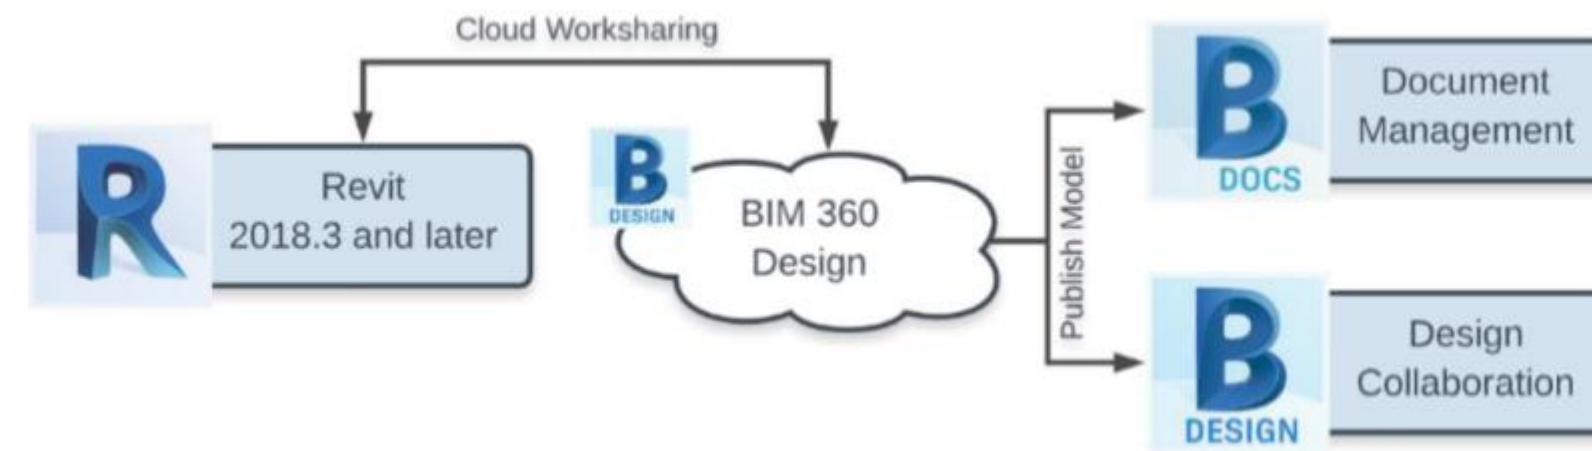 Cloud Worksharing
R
Revit
2018.3 and later
B
DESIGN
BIM 360
Design
Publish Model
B
DOCS
Document
Management
B
DESIGN
Design
Collaboration